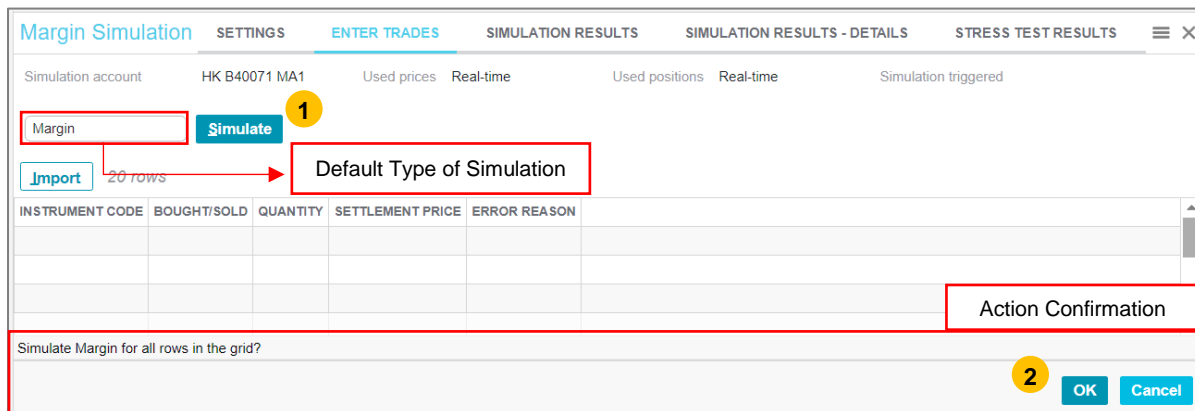 Margin Simulation SETTINGS ENTER TRADES SIMULATION RESULTS SIMULATION RESULTS - DETAILS STRESS TEST RESULTS
Simulation account HK B40071 MA1 Used prices Real-time Used positions Real-time Simulation triggered
1
Margin Simulate
Default Type of Simulation
Import 20 rows
INSTRUMENT CODE BOUGHT/SOLD QUANTITY SETTLEMENT PRICE ERROR REASON
Action Confirmation
Simulate Margin for all rows in the grid?
2
OK Cancel